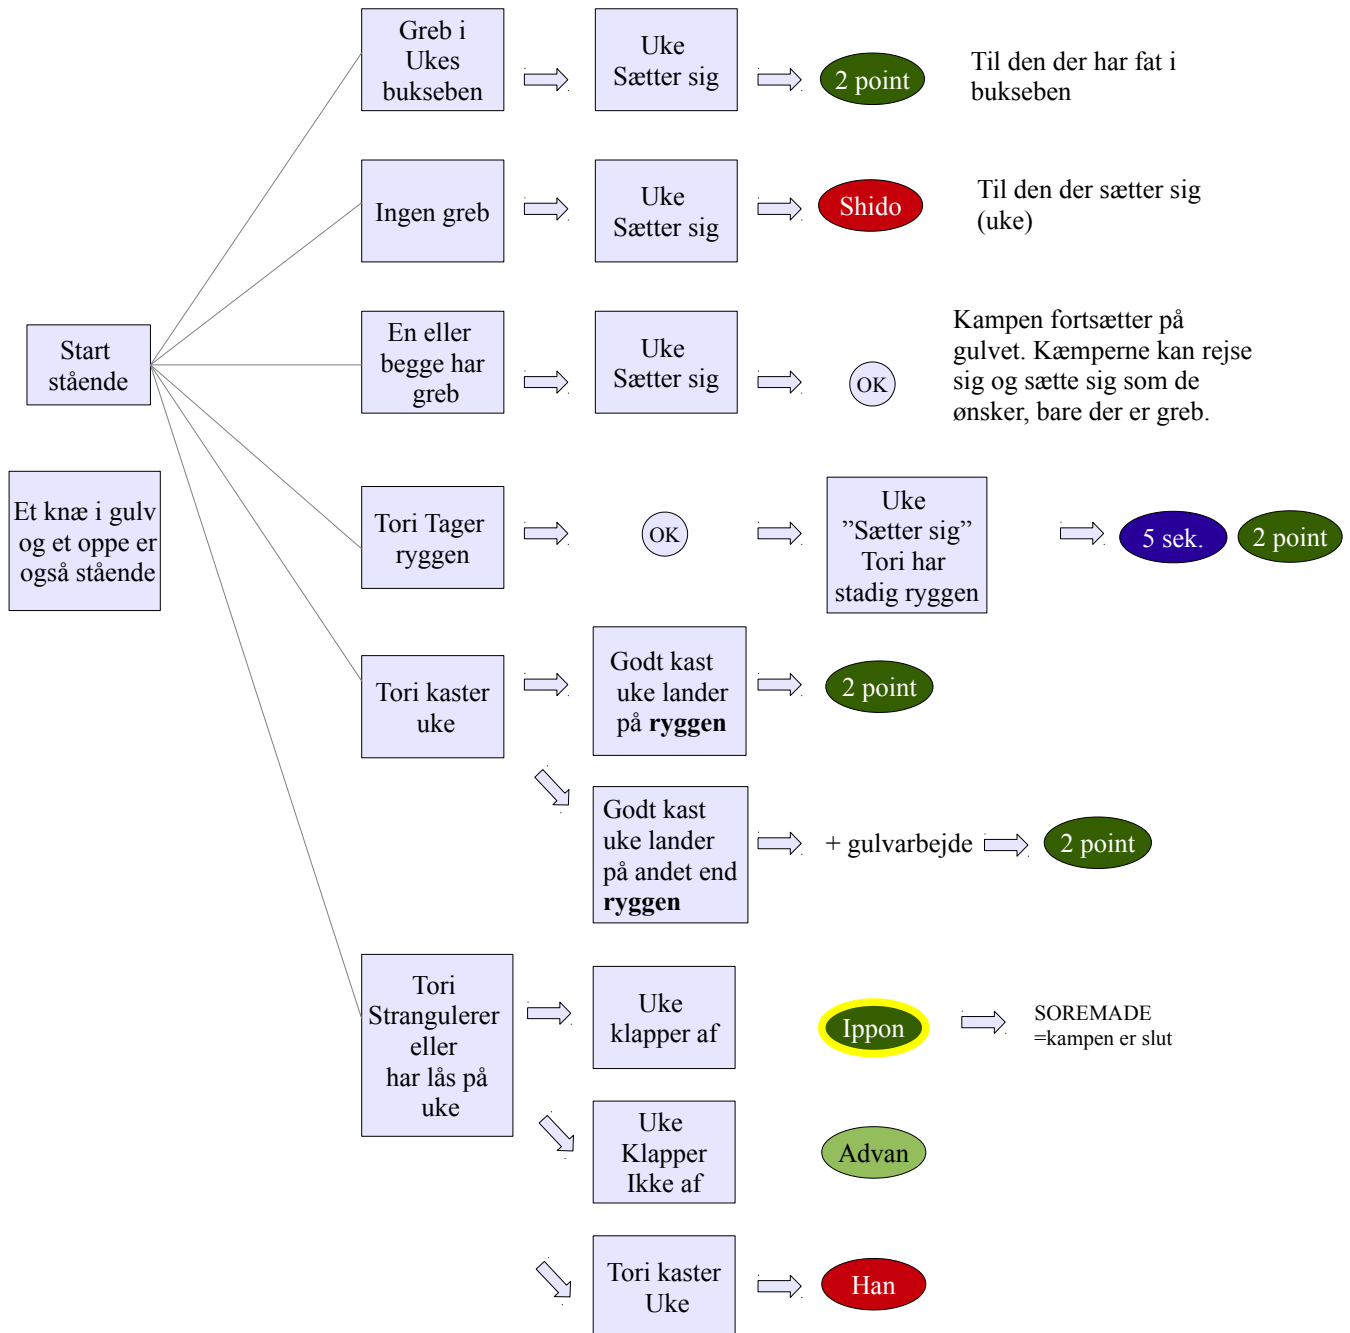 Greb i
Ukes
bukseben
Uke
Sætter sig
2 point
Til den der har fat i
bukseben
Ingen greb
Uke
Sætter sig
Shido
Til den der sætter sig
(uke)
Start
stående
En eller
begge har
greb
Uke
Sætter sig
OK
Kampen fortsætter på
gulvet. Kæmperne kan rejse
sig og sætte sig som de
ønsker, bare der er greb.
Et knæ i gulv
og et oppe er
også stående
Tori Tager
ryggen
OK
Uke
”Sætter sig”
Tori har
stadig ryggen
5 sek.
2 point
Tori kaster
uke
Godt kast
uke lander
på ryggen
2 point
Godt kast
uke lander
på andet end
ryggen
+ gulvarbejde
2 point
Tori
Strangulerer
eller
har lås på
uke
Uke
klapper af
Ippon
SOREMADE
=kampen er slut
Uke
Klapper
Ikke af
Advan
Tori kaster
Uke
Han